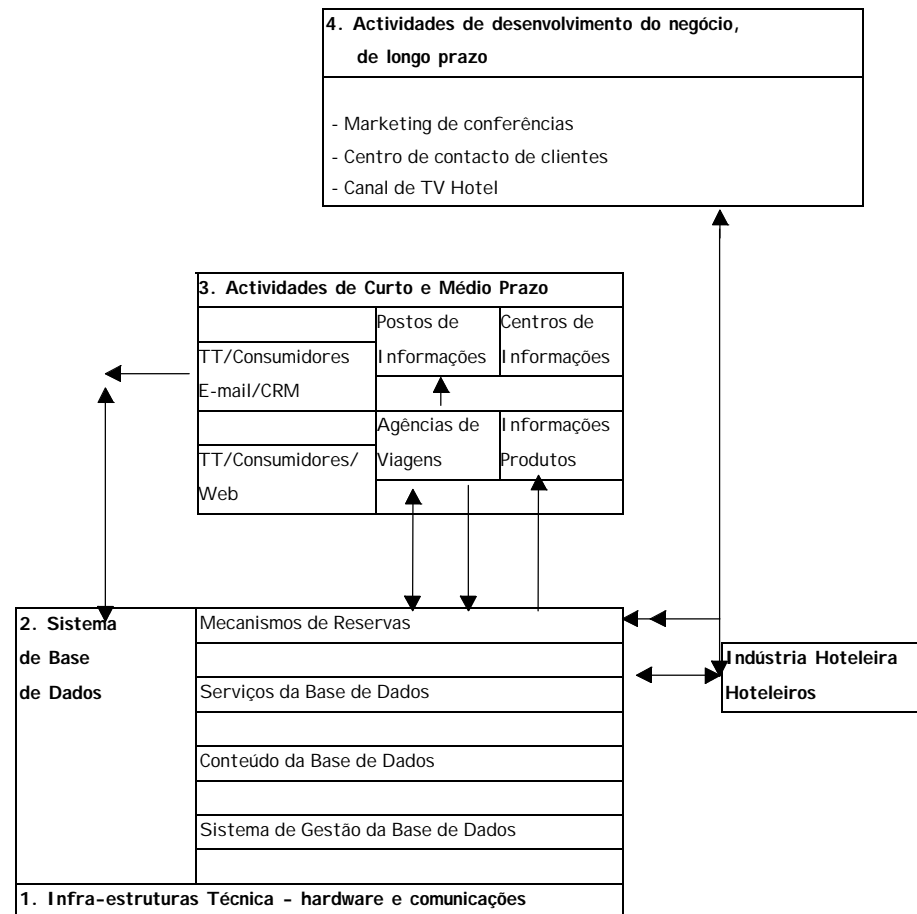 4. Actividades de desenvolvimento do negócio,
de longo prazo
- Marketing de conferências
- Centro de contacto de clientes
- Canal de TV Hotel
3. Actividades de Curto e Médio Prazo
Postos de
Informações
Centros de
Informações
TT/Consumidores
E-mail/CRM
Agências de
Viagens
Informações
Produtos
TT/Consumidores/
Web
2. Sistema
de Base
de Dados
Mecanismos de Reservas
Serviços da Base de Dados
Conteúdo da Base de Dados
Sistema de Gestão da Base de Dados
Indústria Hoteleira
Hoteleiros
1. Infra-estruturas Técnica - hardware e comunicações